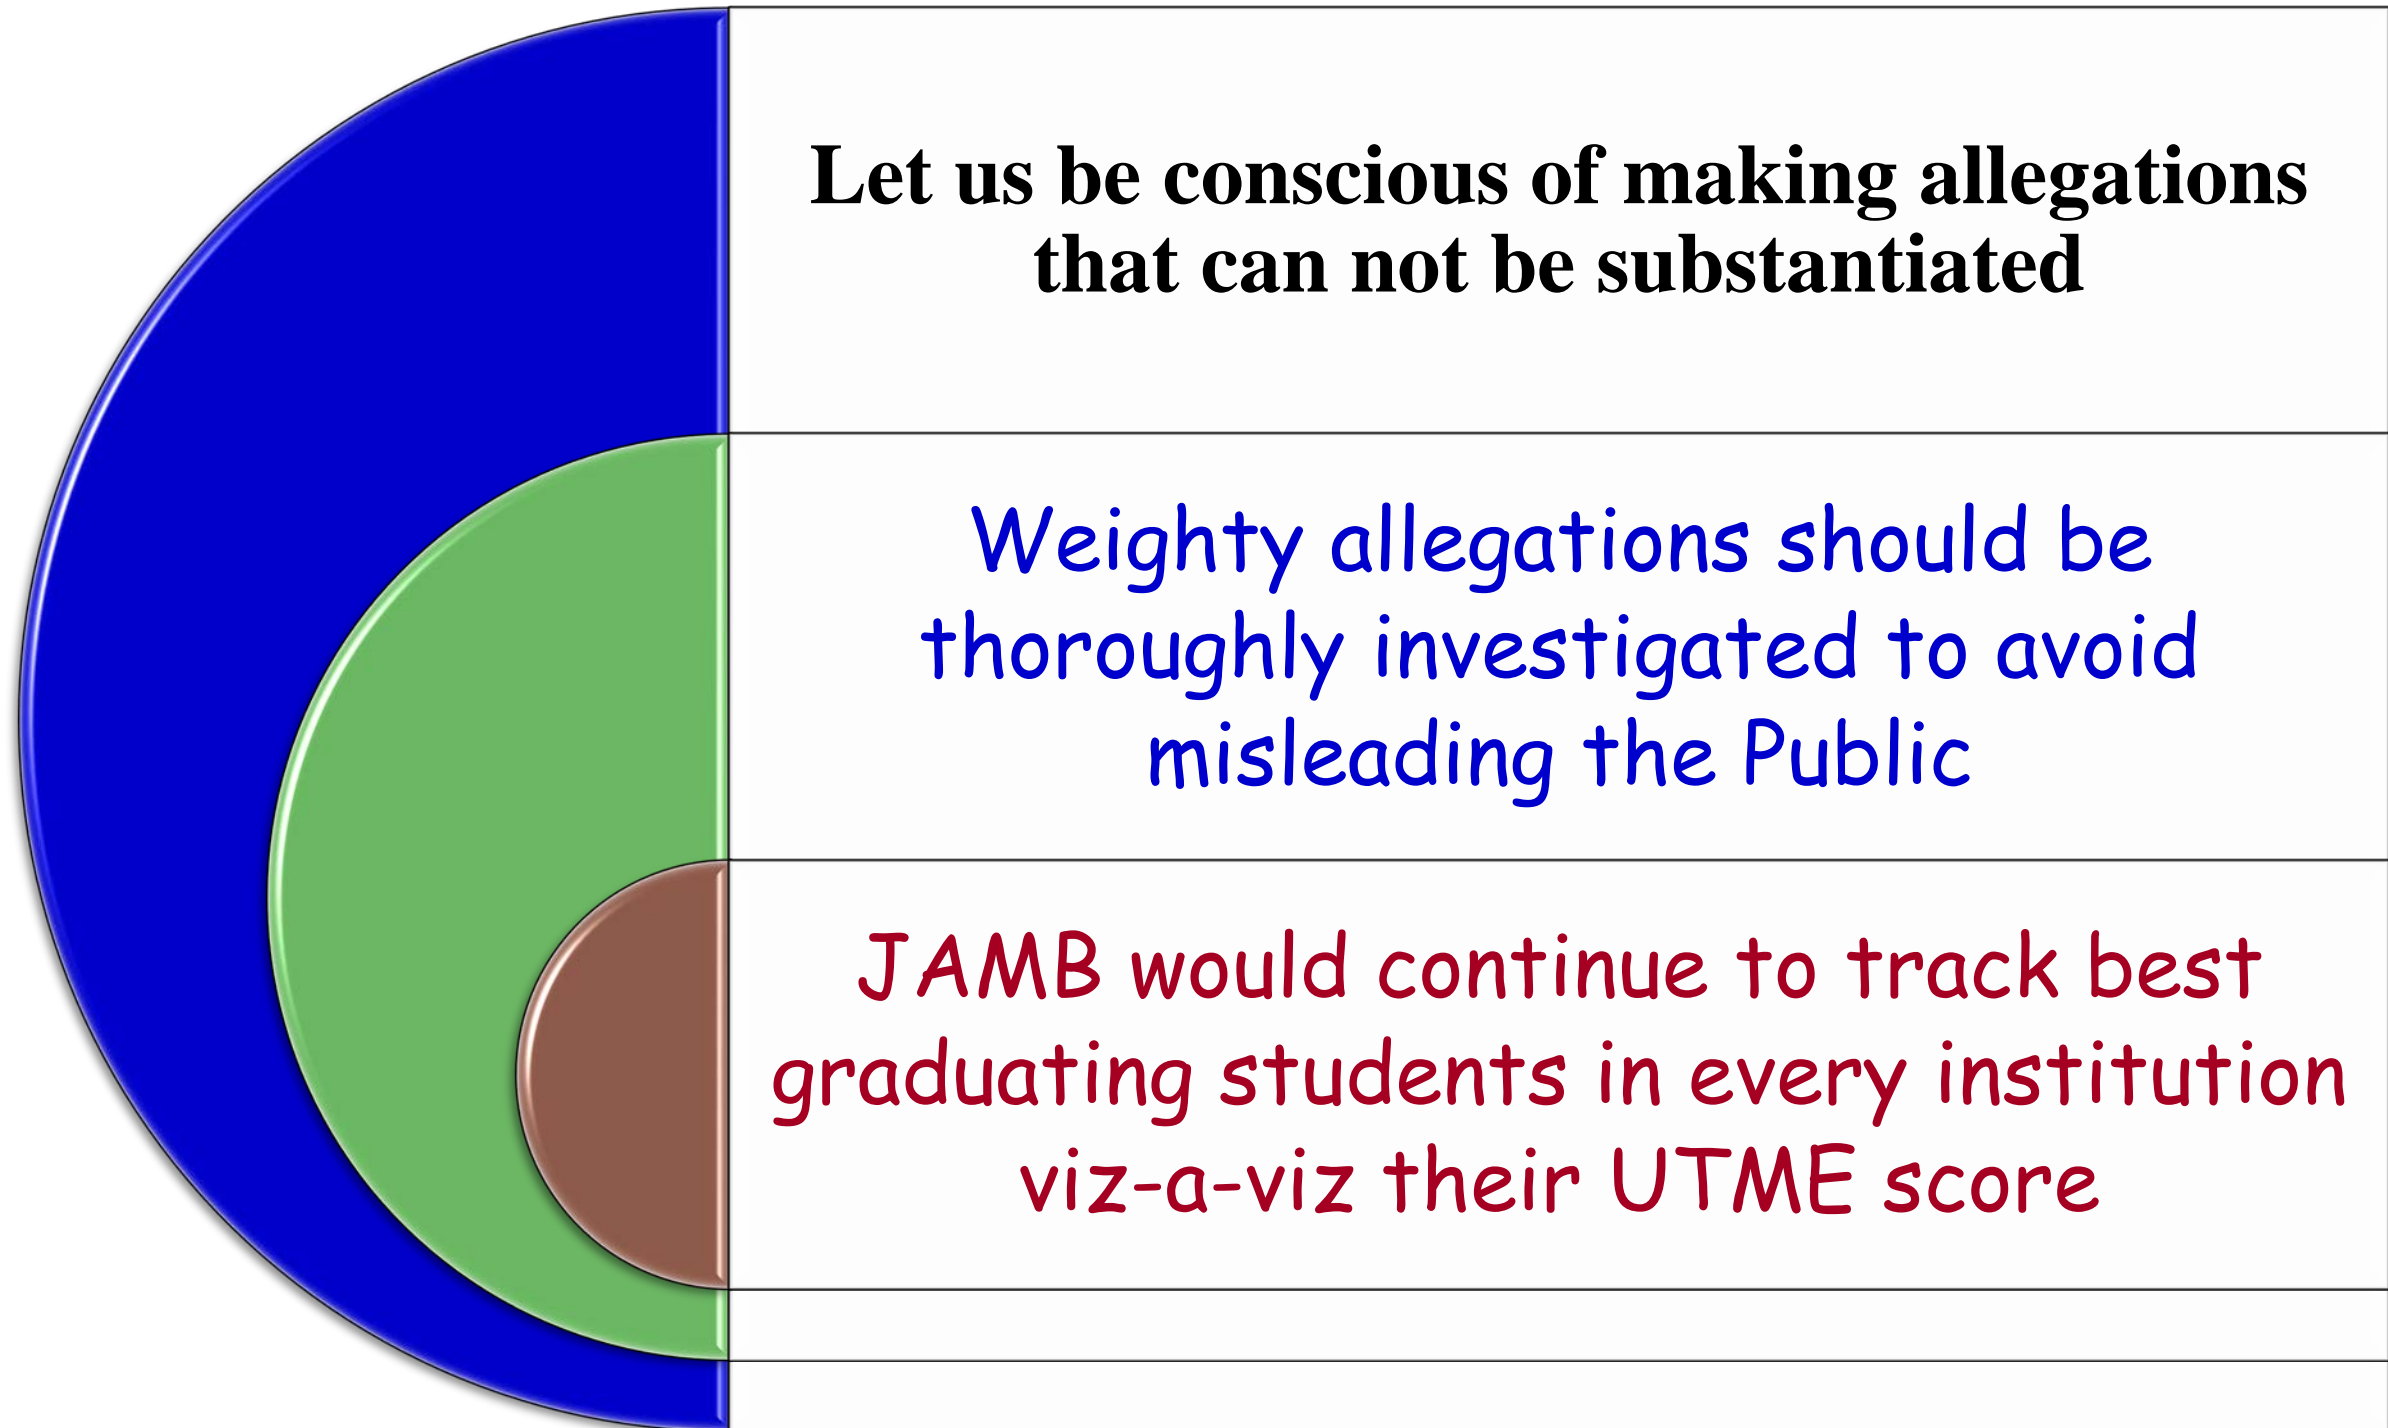 Let us be conscious of making allegations
that can not be substantiated
Weighty allegations should be
thoroughly investigated to avoid
misleading the Public
JAMB would continue to track best
graduating students in every institution
viz-a-viz their UTME score